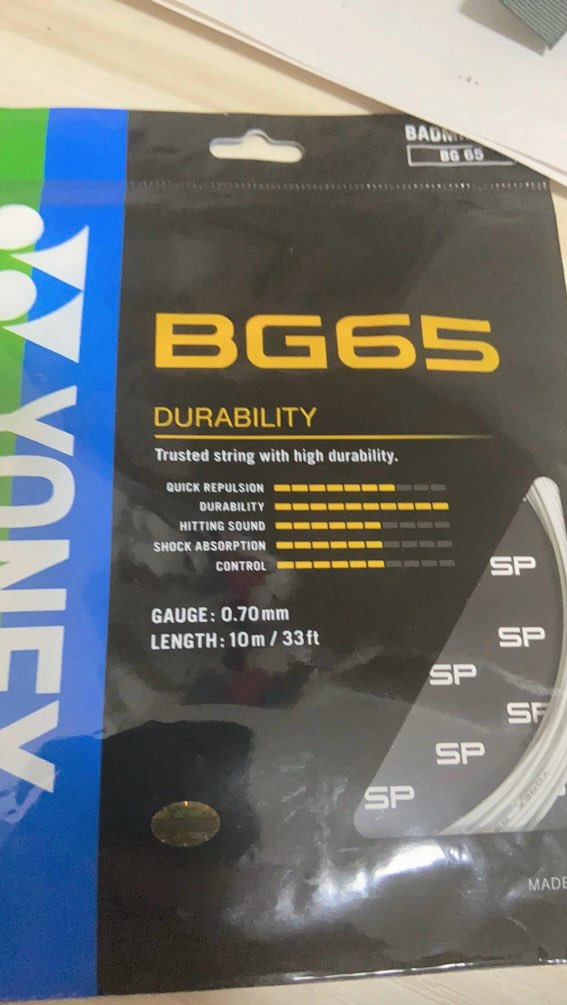 BG 65
YONEX
BG65
DURABILITY
Trusted string with high durability.
QUICK REPULSION
DURABILITY
HITTING SOUND
SHOCK ABSORPTION
CONTROL
GAUGE: 0.70mm
LENGTH: 10m / 33ft
SP
SP
SP
SP
SP
SP
MADE